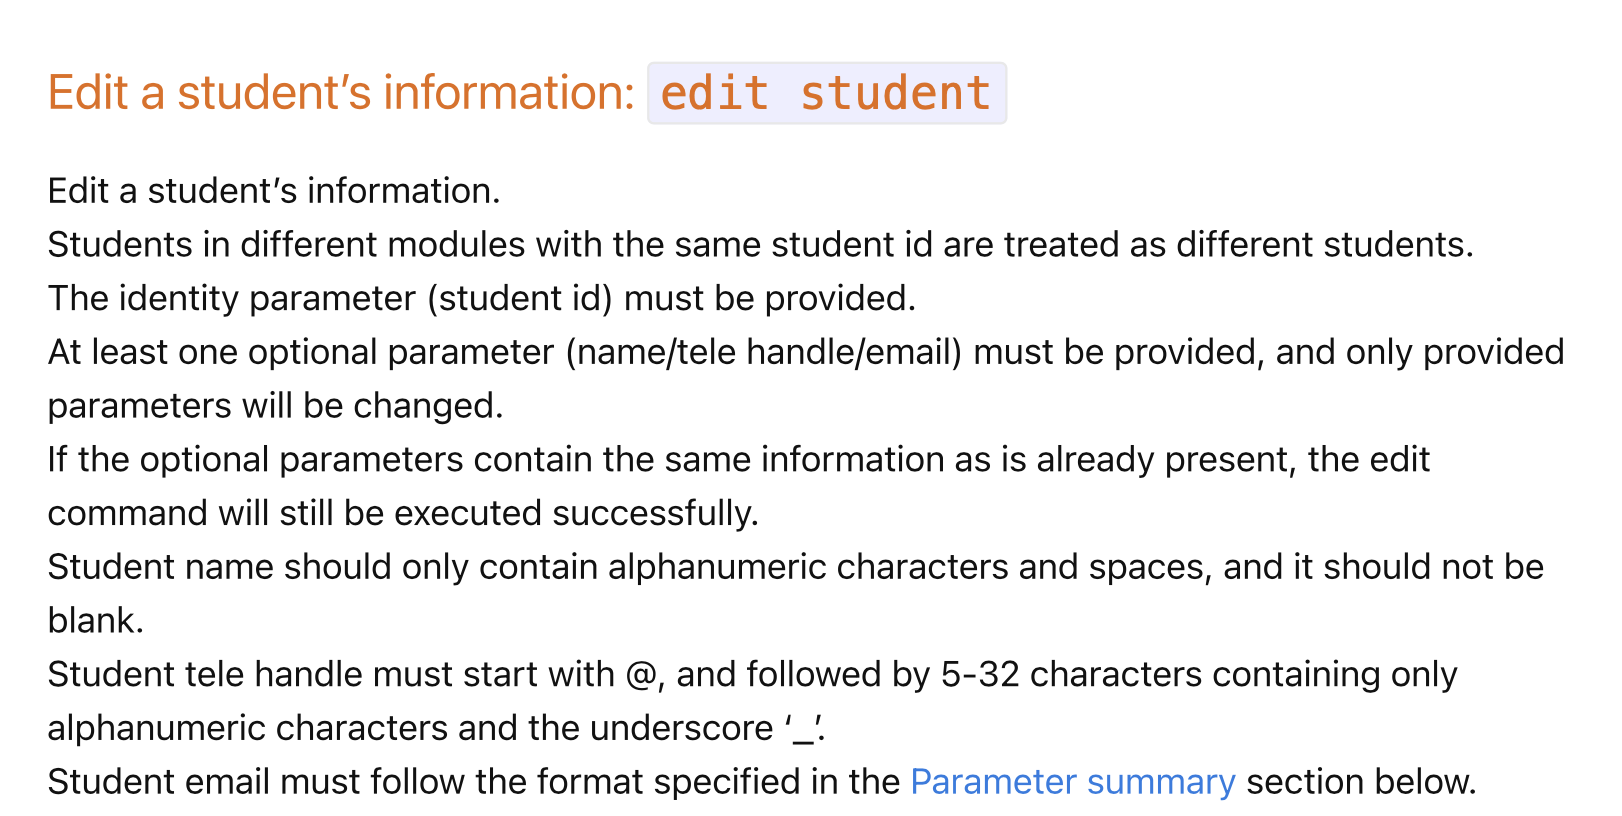 Edit a student’s information: edit student
Edit a student’s information.
Students in different modules with the same student id are treated as different students.
The identity parameter (student id) must be provided.
At least one optional parameter (name/tele handle/email) must be provided, and only provided
parameters will be changed.
If the optional parameters contain the same information as is already present, the edit
command will still be executed successfully.
Student name should only contain alphanumeric characters and spaces, and it should not be
blank.
Student tele handle must start with @, and followed by 5-32 characters containing only
alphanumeric characters and the underscore ‘_’.
Student email must follow the format specified in the Parameter summary section below.